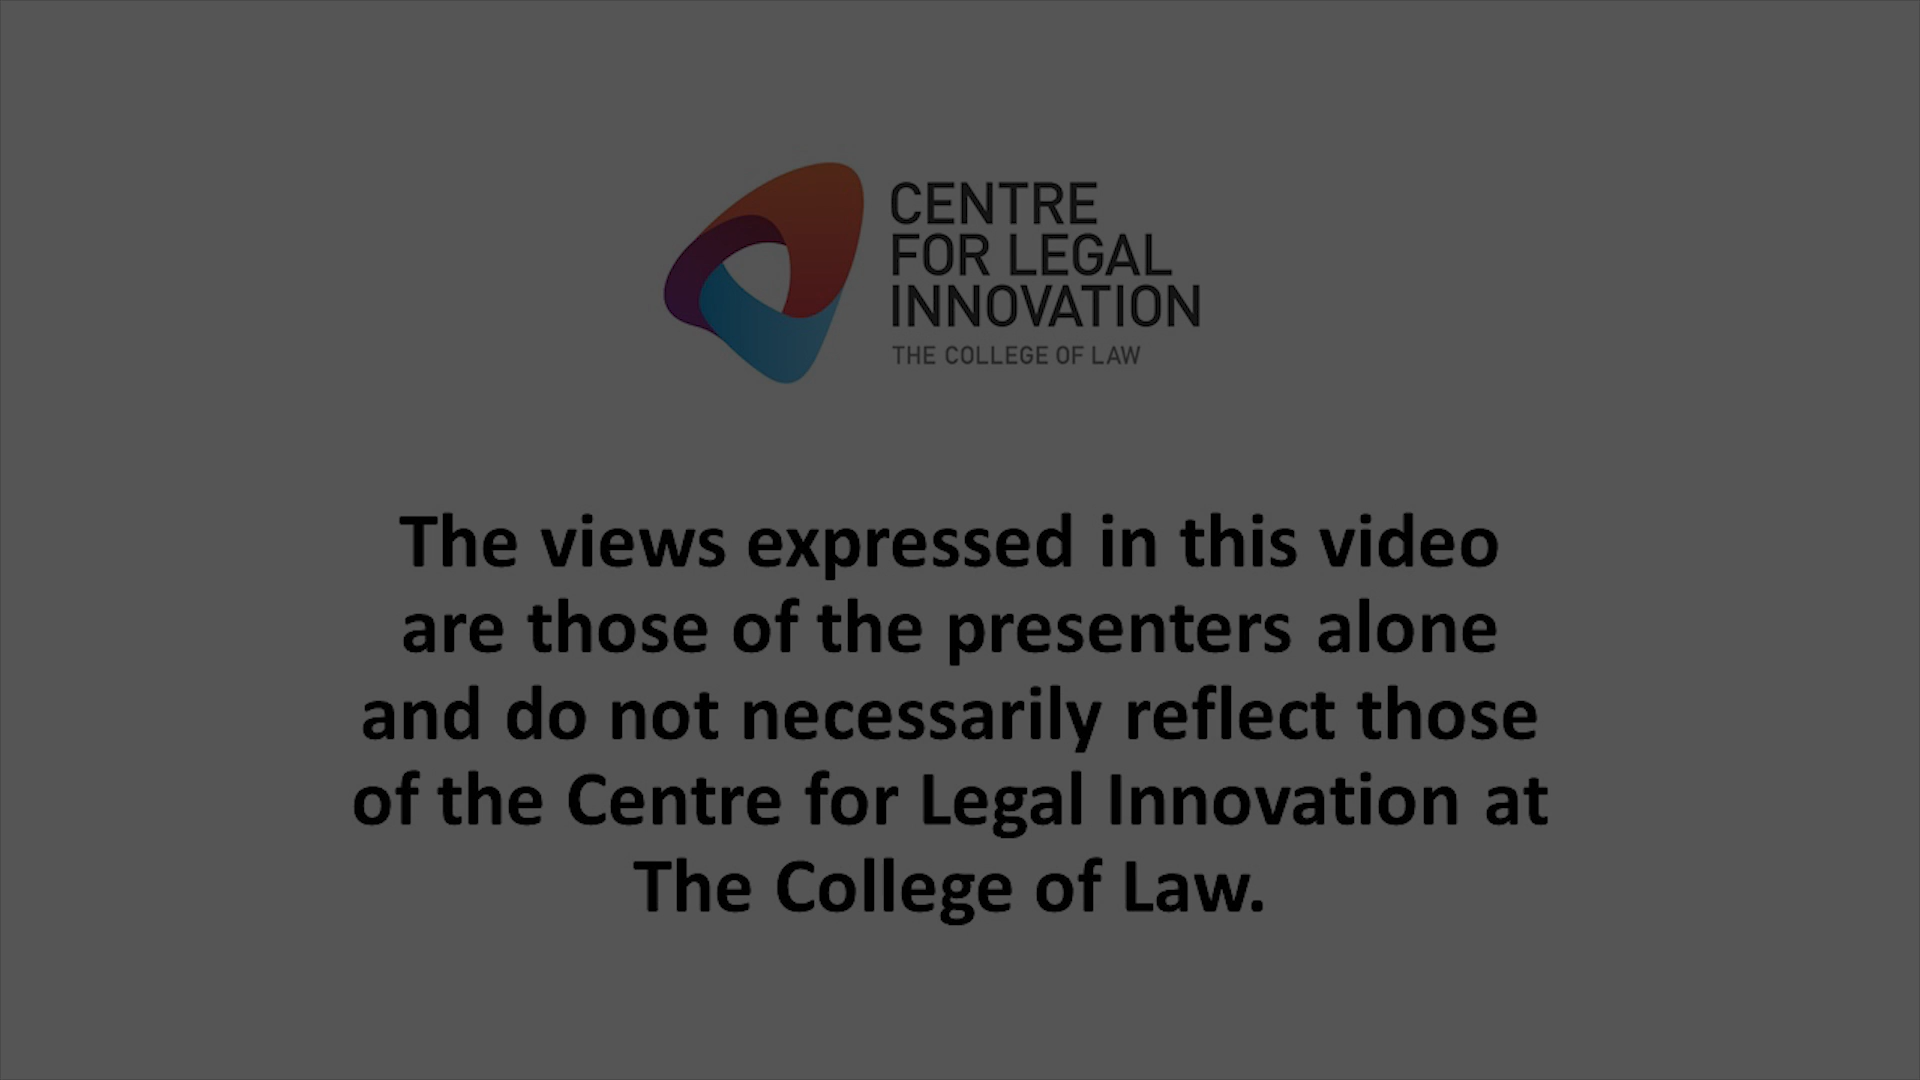 CENTRE
FOR LEGAL
INNOVATION
THE COLLEGE OF LAW
The views expressed in this video
are those of the presenters alone
and do not necessarily reflect those
of the Centre for Legal Innovation at
The College of Law.